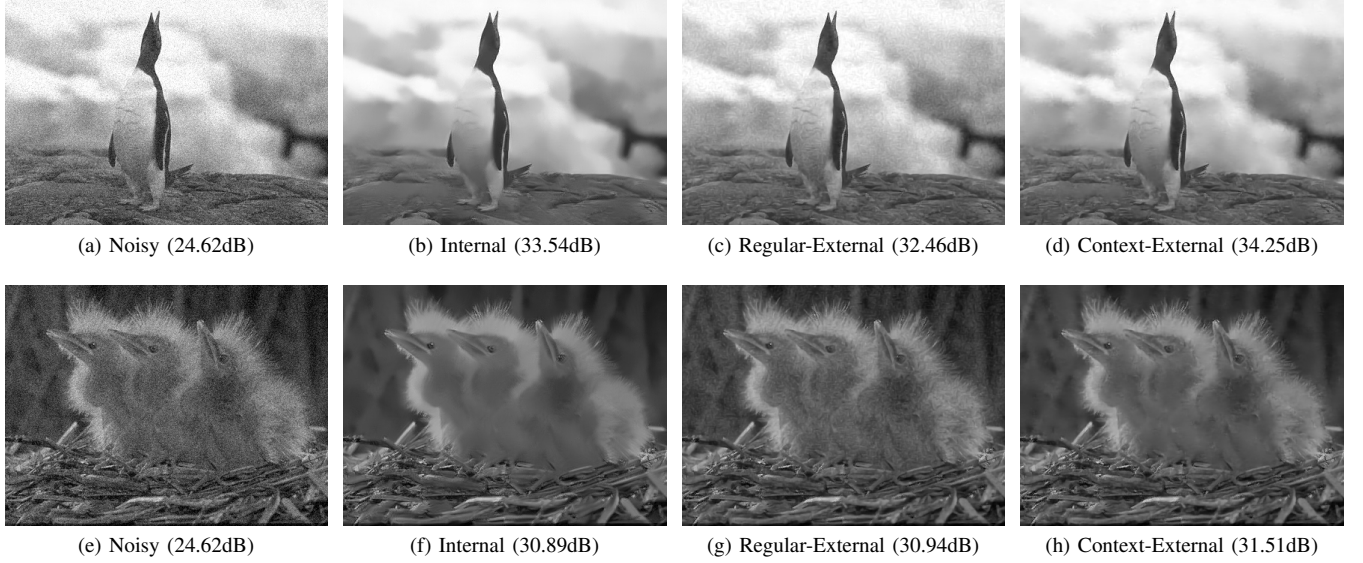 (a) Noisy (24.62dB)
(b) Internal (33.54dB)
(c) Regular-External (32.46dB)
(d) Context-External (34.25dB)
(e) Noisy (24.62dB)
(f) Internal (30.89dB)
(g) Regular-External (30.94dB)
(h) Context-External (31.51dB)